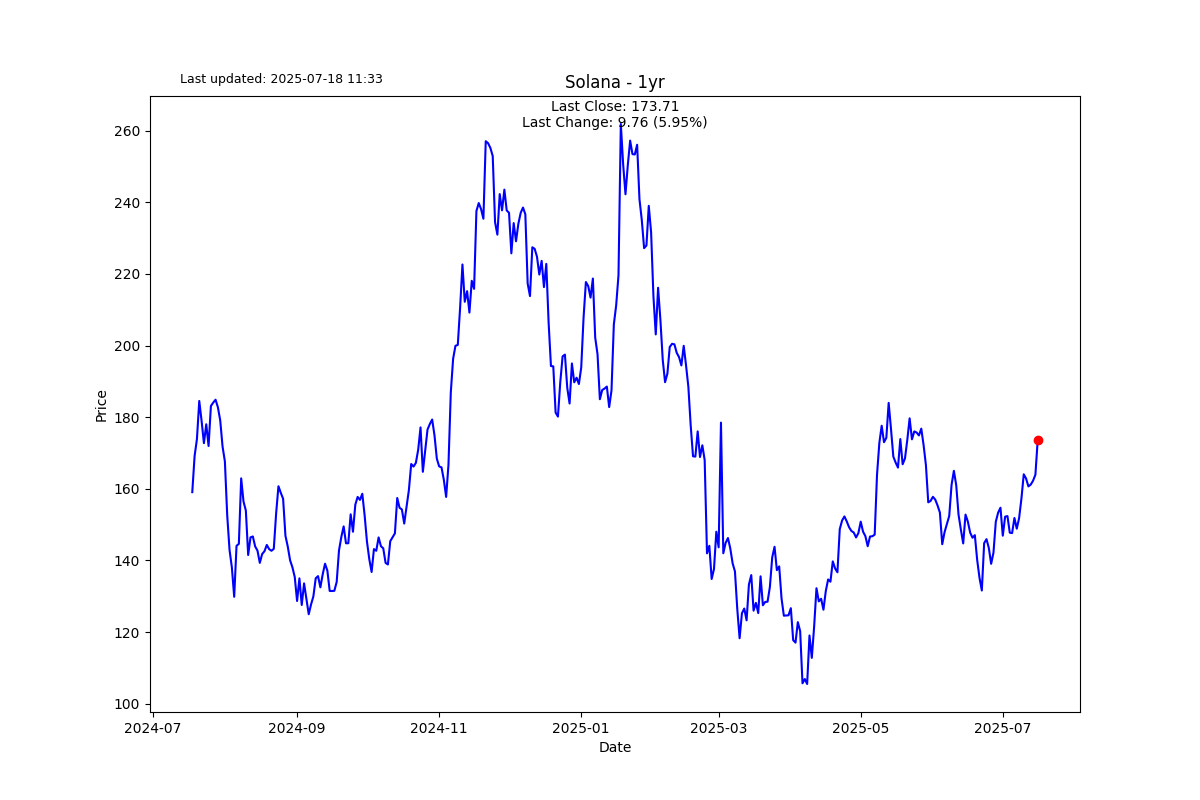 Last updated: 2025-07-18 11:33
Solana - 1yr
Last Close: 173.71
Last Change: 9.76 (5.95%)
260
240
220
200
180
160
140
120
100
Price
2024-07 2024-09 2024-11 2025-01 2025-03 2025-05 2025-07
Date